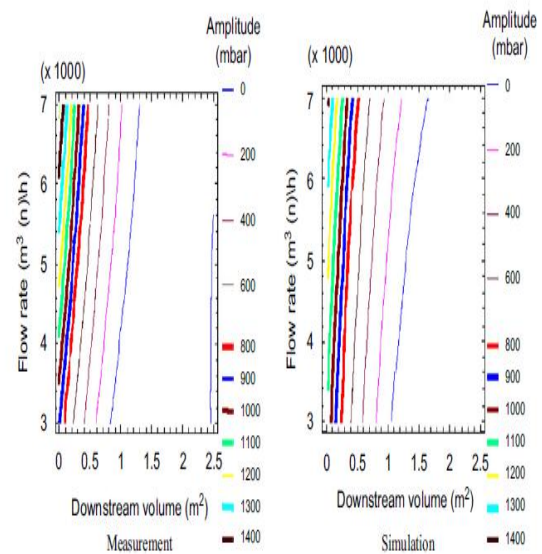 Amplitude
(mbar)
(x 1000)
0
200
400
600
800
900
1000
1100
1200
1300
1400
7
6
5
4
3
Flow rate (m³ (n)\h)
0 0.5 1 1.5 2 2.5
Downstream volume (m²)
Measurement
Amplitude
(mbar)
(x 1000)
0
200
400
600
800
900
1000
1100
1200
1300
1400
7
6
5
4
3
Flow rate (m³ (n)\h)
0 0.5 1 1.5 2 2.5
Downstream volume (m²)
Simulation